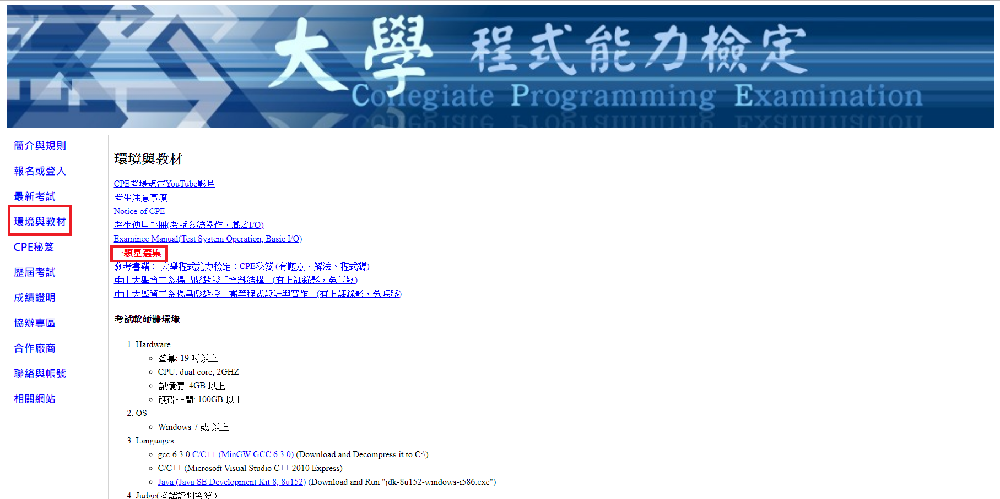 大學 程式能力檢定
Collegiate Programming Examination
簡介與規則
報名或登入
最新考試
環境與教材
CPE秘笈
歷屆考試
成績證明
協辦專區
合作廠商
聯絡與帳號
相關網站
環境與教材
CPE考場規定YouTube影片
考生注意事項
Notice of CPE
考生使用手冊(考試系統操作、基本I/O)
Examinee Manual(Test System Operation, Basic I/O)
一顆星選集
參考書籍： 大學程式能力檢定：CPE秘笈 (有題意、解法、程式碼)
中山大學資工系楊昌彪教授「資料結構」(有上課錄影，免帳號)
中山大學資工系楊昌彪教授「高等程式設計與實作」(有上課錄影，免帳號)
考試軟硬體環境
1. Hardware
螢幕: 19 吋以上
CPU: dual core, 2GHZ
記憶體: 4GB 以上
硬碟空間: 100GB 以上
2. OS
Windows 7 或 以上
3. Languages
gcc 6.3.0 C/C++ (MinGW GCC 6.3.0) (Download and Decompress it to C:\)
C/C++ (Microsoft Visual Studio C++ 2010 Express)
Java (Java SE Development Kit 8, 8u152) (Download and Run "jdk-8u152-windows-i586.exe")
4. Judge(考試評判系統)